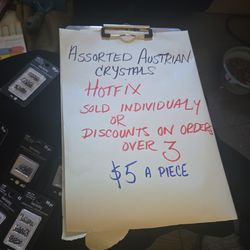 ASSORTED AUSTRIAN
CRYSTALS
HOTFIX
SOLD INDIVIDUALY
OR
DISCOUNTS ON ORDERS
OVER 3
$5 A PIECE